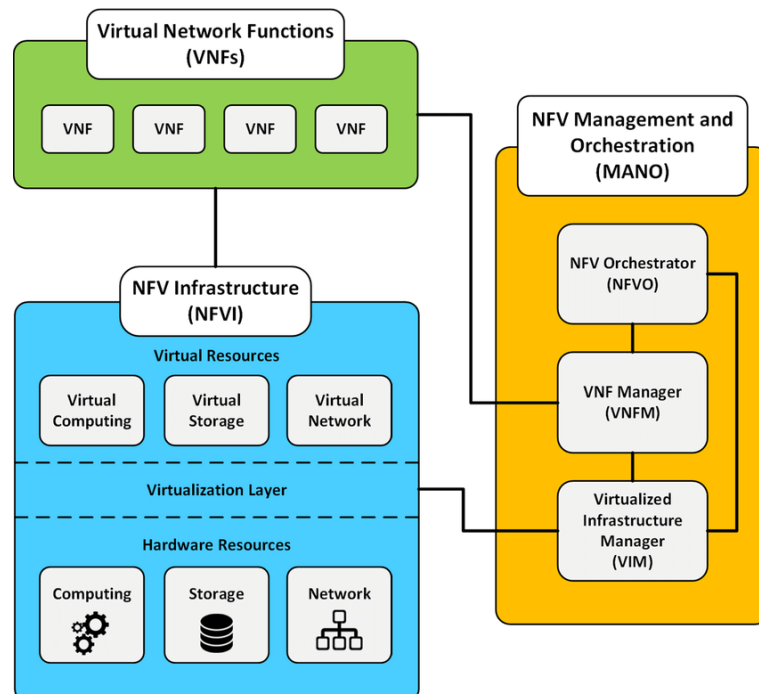 Virtual Network Functions
(VNFs)
VNF
VNF
VNF
VNF
NFV Infrastructure
(NFVI)
Virtual Resources
Virtual
Computing
Virtual
Storage
Virtual
Network
Virtualization Layer
Hardware Resources
Computing
Storage
Network
NFV Management and
Orchestration
(MANO)
NFV Orchestrator
(NFVO)
VNF Manager
(VNFM)
Virtualized
Infrastructure
Manager
(VIM)